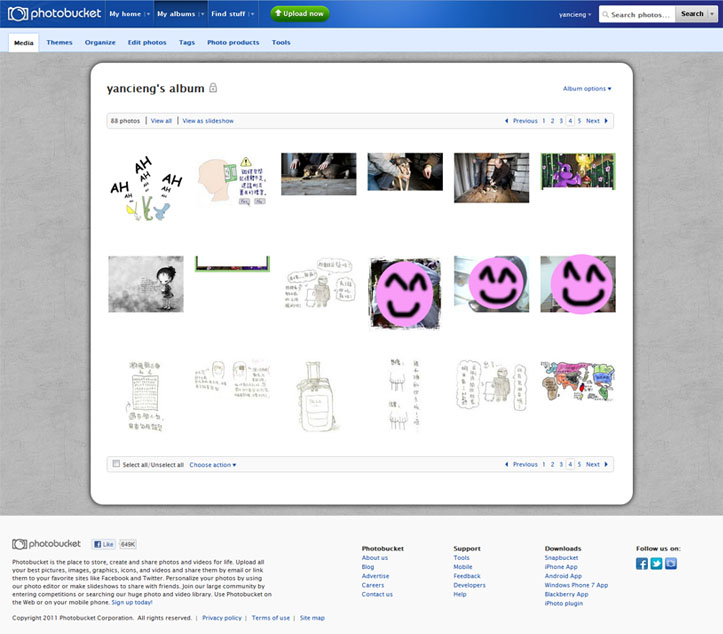 photobucket
My home
My albums
Find stuff
Upload now
yancieng
Search photos...
Search
Media
Themes
Organize
Edit photos
Tags
Photo products
Tools
yancieng's album
Album options
88 photos | View all | View as slideshow
Previous 1 2 3 4 5 Next
AH
AH
AH
AH
AH
AH
AH
Select all/Unselect all Choose action
Previous 1 2 3 4 5 Next
photobucket
Like
649K
Photobucket is the place to store, create and share photos and videos for life. Upload all
your best pictures, images, graphics, icons, and videos and share them by email or link
them to your favorite sites like Facebook and Twitter. Personalize your photos by using
our photo editor or make slideshows to share with friends. Join our large community by
entering competitions or searching our huge photo and video library. Use Photobucket on
the Web or on your mobile phone. Sign up today!
Copyright 2011 Photobucket Corporation. All rights reserved. | Privacy policy | Terms of use | Site map
Photobucket
About us
Blog
Advertise
Careers
Contact us
Support
Tools
Mobile
Feedback
Developers
Help
Downloads
Snapbucket
iPhone App
Android App
Windows Phone 7 App
Blackberry App
iPhoto plugin
Follow us on: